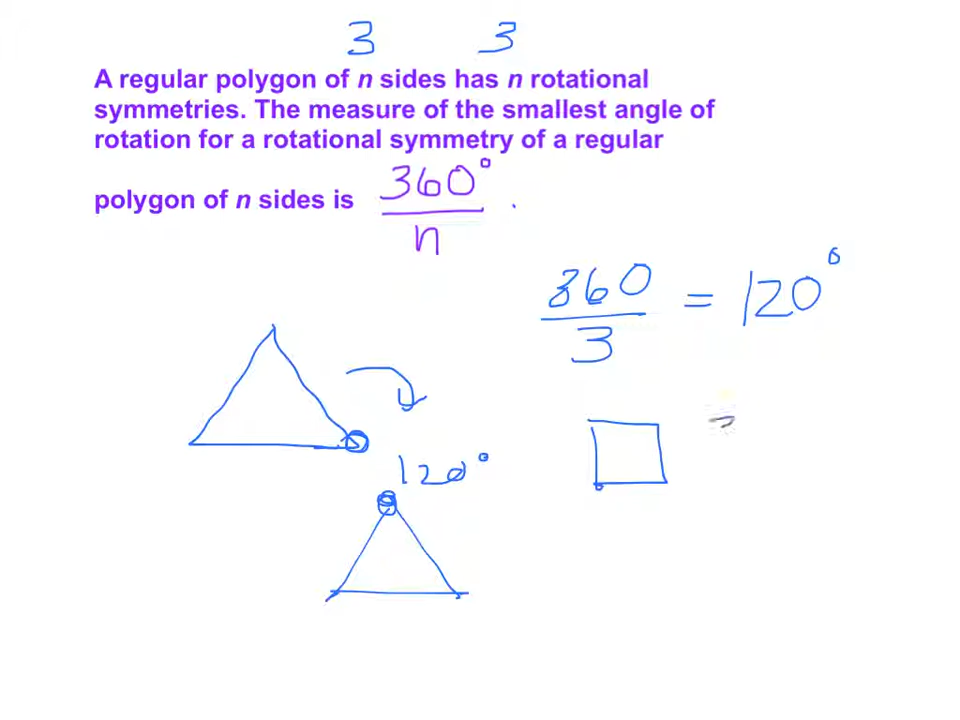 3 3
A regular polygon of n sides has n rotational
symmetries. The measure of the smallest angle of
rotation for a rotational symmetry of a regular
polygon of n sides is 360°/n .
360/3 = 120°
120°